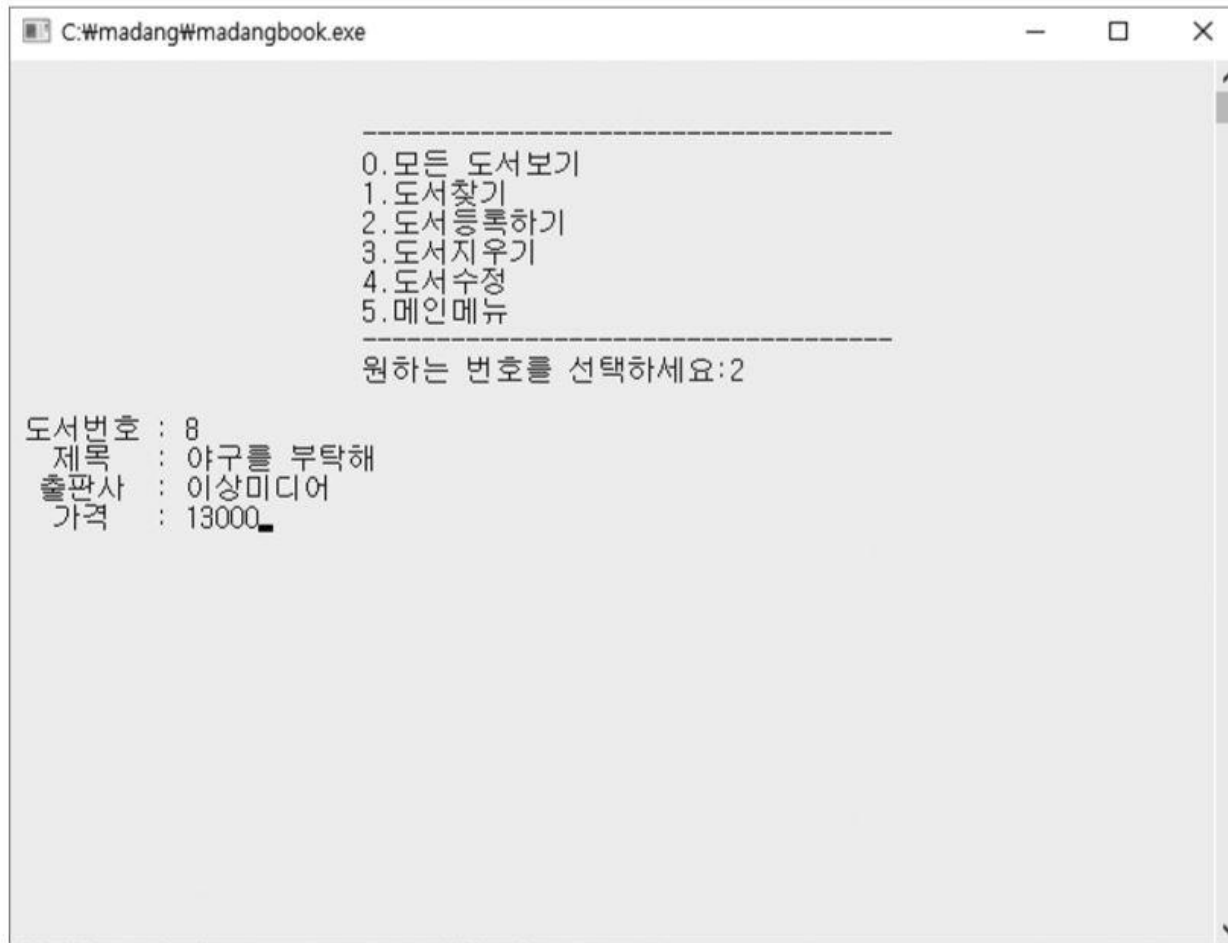 C:₩madang₩madangbook.exe
------------------------------------
0.모든 도서보기
1.도서찾기
2.도서등록하기
3.도서지우기
4.도서수정
5.메인메뉴
------------------------------------
원하는 번호를 선택하세요:2
도서번호 : 8
제목 : 야구를 부탁해
출판사 : 이상미디어
가격 : 13000